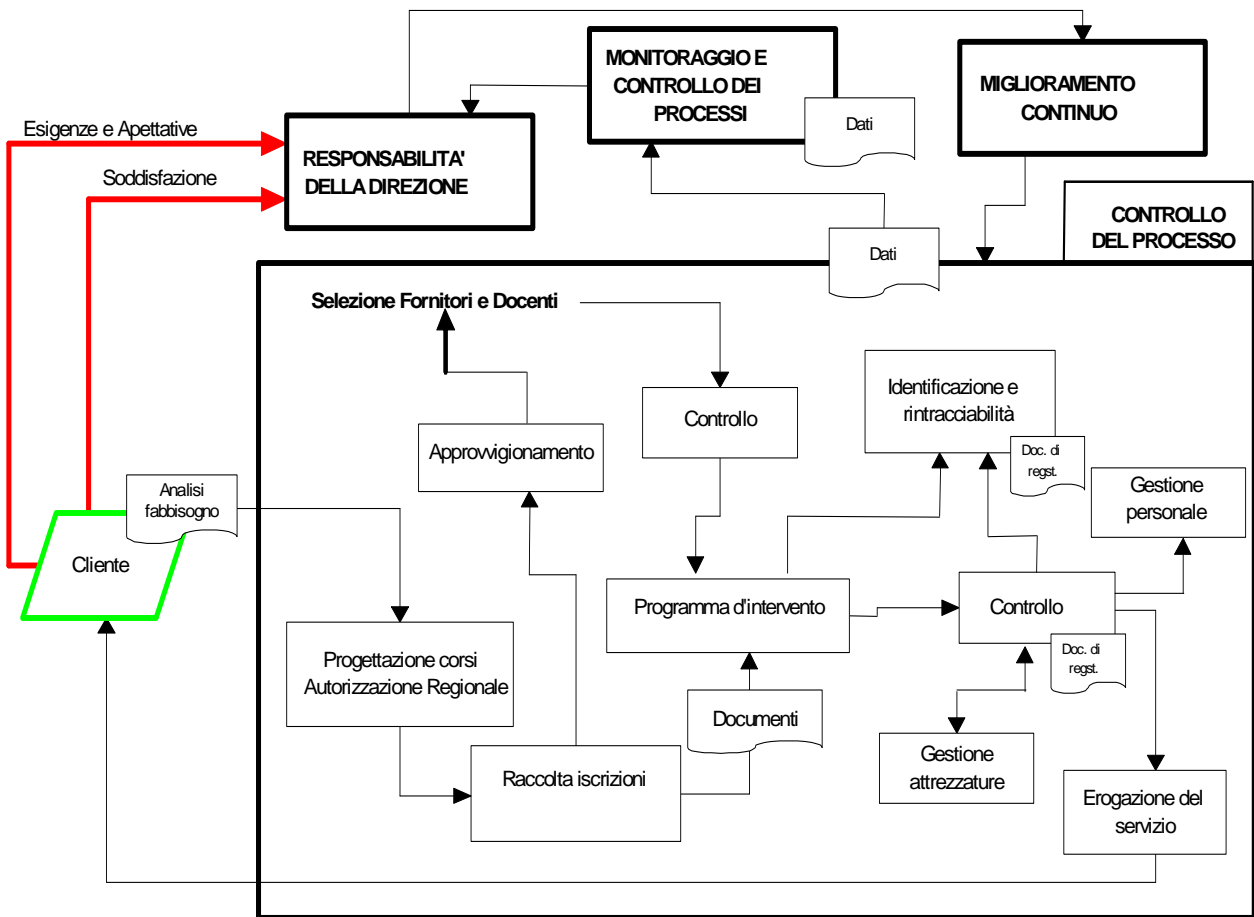 MONITORAGGIO E
CONTROLLO DEI
PROCESSI
Dati
MIGLIORAMENTO
CONTINUO
Esigenze e Apettative
RESPONSABILITA'
DELLA DIREZIONE
Soddisfazione
CONTROLLO
DEL PROCESSO
Dati
Selezione Fornitori e Docenti
Identificazione e
rintracciabilità
Controllo
Approvvigionamento
Doc. di
regst.
Analisi
fabbisogno
Gestione
personale
Cliente
Programma d'intervento
Controllo
Progettazione corsi
Autorizzazione Regionale
Doc. di
regst.
Documenti
Raccolta iscrizioni
Gestione
attrezzature
Erogazione del
servizio